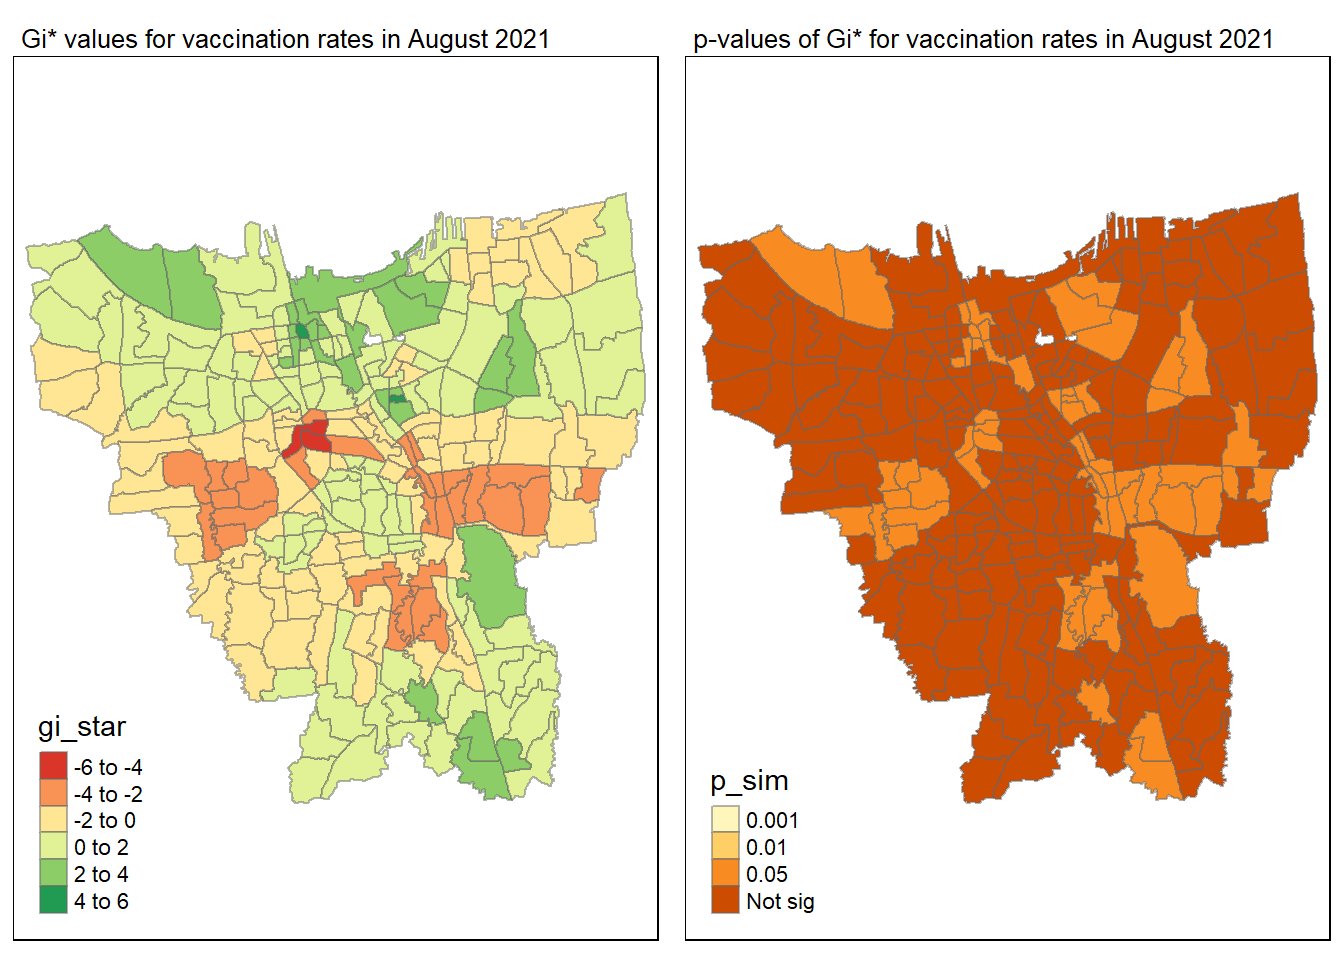 Gi* values for vaccination rates in August 2021
gi_star
-6 to -4
-4 to -2
-2 to 0
0 to 2
2 to 4
4 to 6
p-values of Gi* for vaccination rates in August 2021
p_sim
0.001
0.01
0.05
Not sig